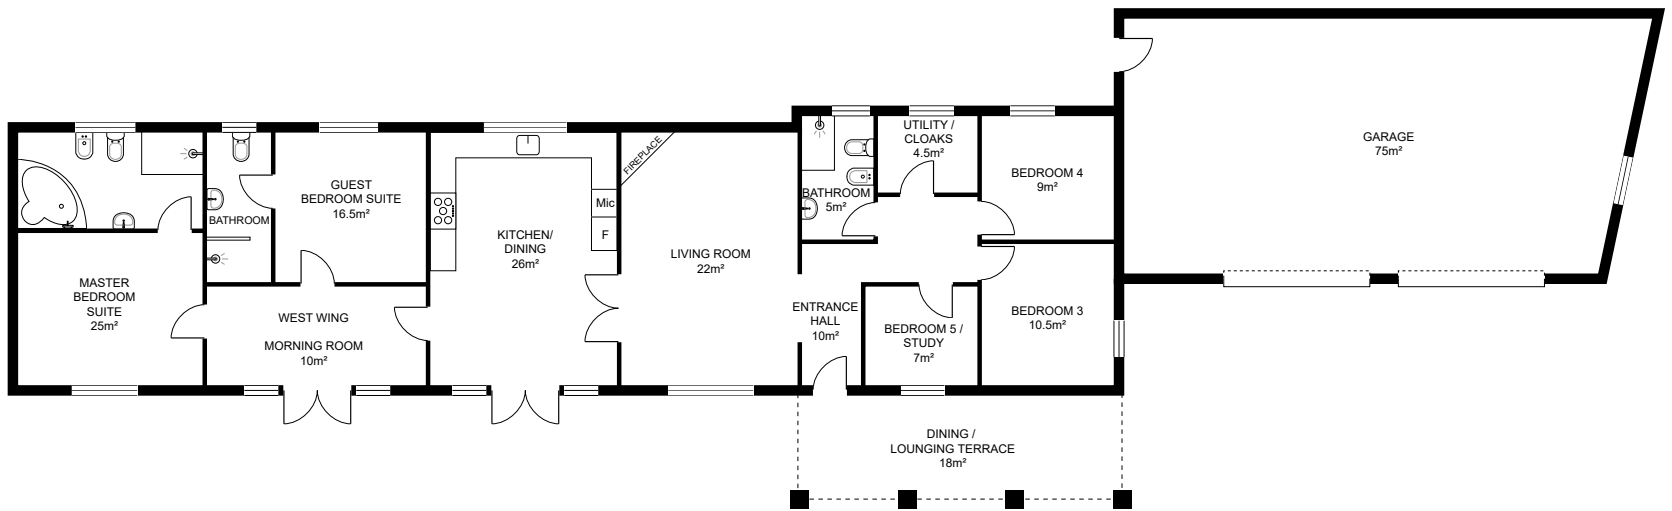 GARAGE
75m²
UTILITY /
CLOAKS
4.5m²
BEDROOM 4
9m²
BATHROOM
5m²
FIREPLACE
GUEST
BEDROOM SUITE
16.5m²
BATHROOM
Mic
F
KITCHEN/
DINING
26m²
LIVING ROOM
22m²
MASTER
BEDROOM
SUITE
25m²
WEST WING
MORNING ROOM
10m²
ENTRANCE
HALL
10m²
BEDROOM 5 /
STUDY
7m²
BEDROOM 3
10.5m²
DINING /
LOUNGING TERRACE
18m²